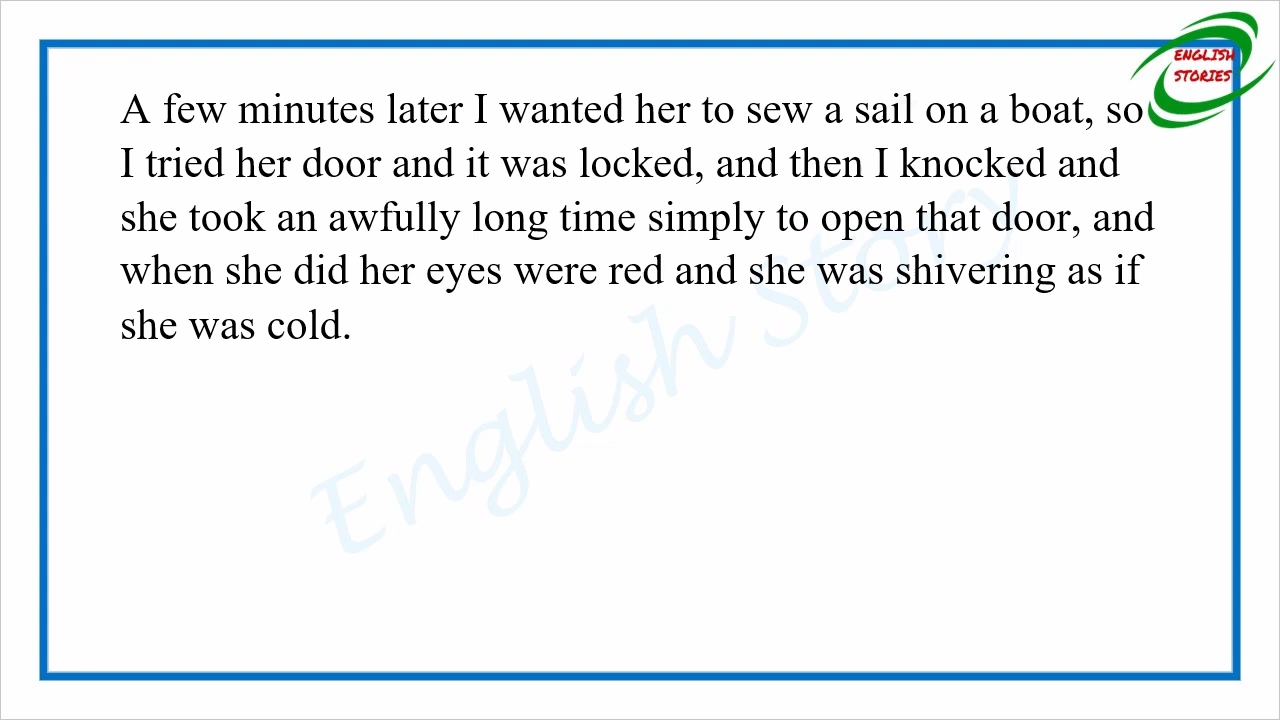 ENGLISH
STORIES
A few minutes later I wanted her to sew a sail on a boat, so
I tried her door and it was locked, and then I knocked and
she took an awfully long time simply to open that door, and
when she did her eyes were red and she was shivering as if
she was cold.
English Story